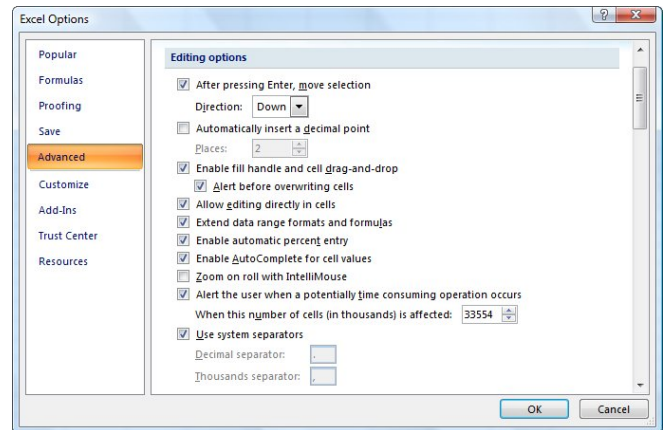 Excel Options
Popular
Formulas
Proofing
Save
Advanced
Customize
Add-Ins
Trust Center
Resources
Editing options
After pressing Enter, move selection
Direction: Down
Automatically insert a decimal point
Places: 2
Enable fill handle and cell drag-and-drop
Alert before overwriting cells
Allow editing directly in cells
Extend data range formats and formulas
Enable automatic percent entry
Enable AutoComplete for cell values
Zoom on roll with IntelliMouse
Alert the user when a potentially time consuming operation occurs
When this number of cells (in thousands) is affected: 33554
Use system separators
Decimal separator: .
Thousands separator: ,
OK Cancel